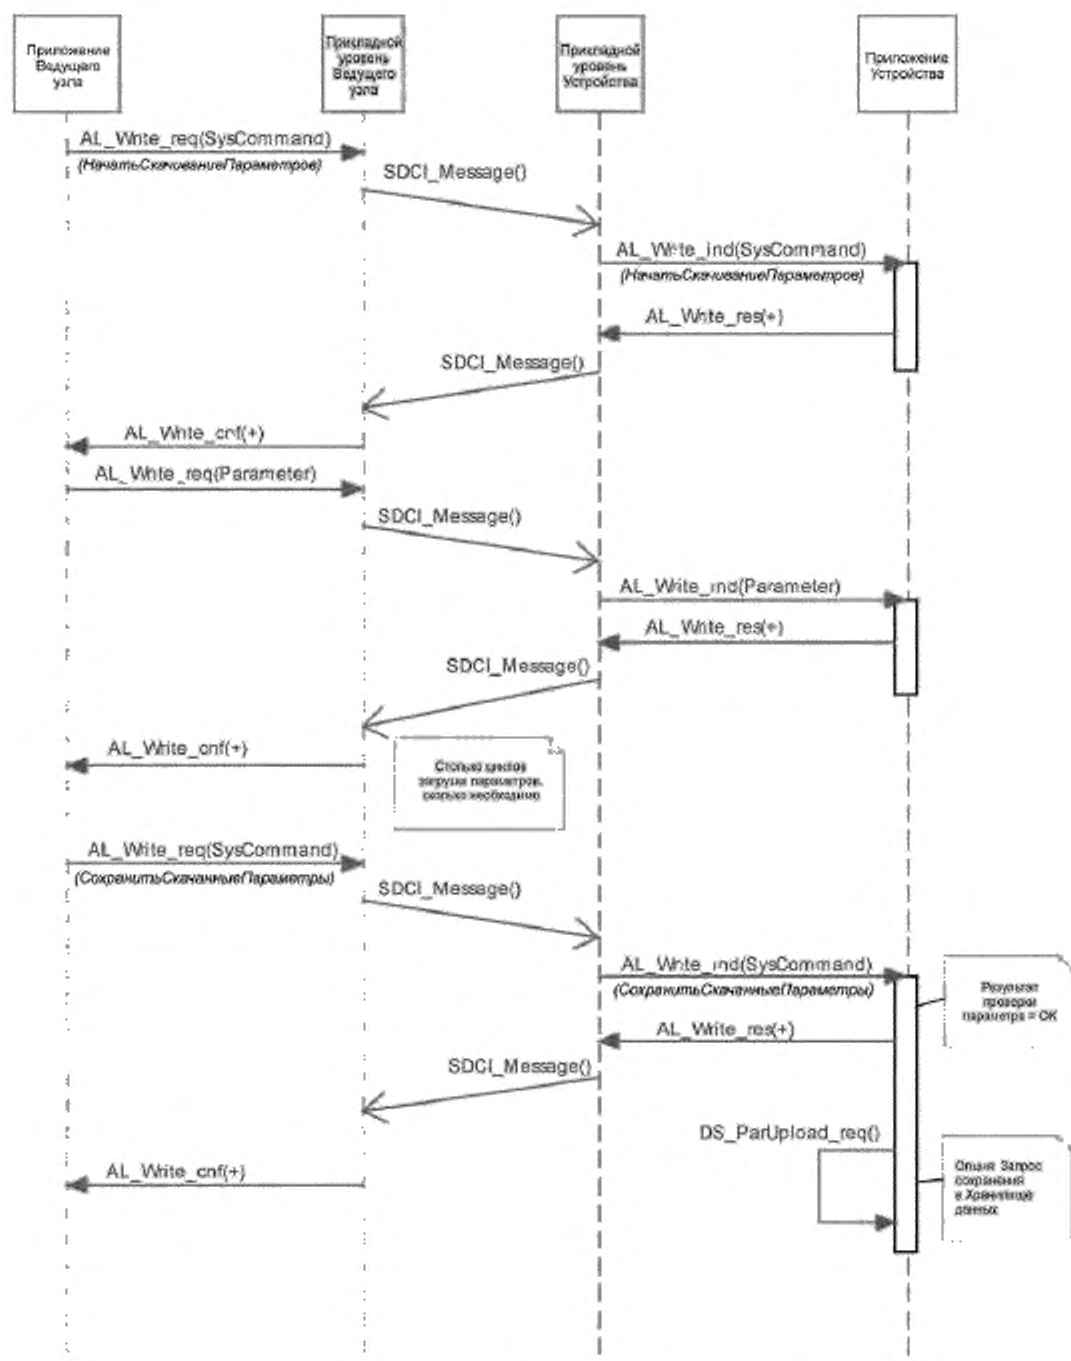 Приложение
Ведущего
узла
Прикладной
уровень
Ведущего
узла
Прикладной
уровень
Устройства
Приложение
Устройства
AL_Write_req(SysCommand)
(НачатьСкачиваниеПараметров)
SDCI_Message()
AL_Write_ind(SysCommand)
(НачатьСкачиваниеПараметров)
AL_Write_res(+)
SDCI_Message()
AL_Write_cnf(+)
AL_Write_req(Parameter)
SDCI_Message()
AL_Write_ind(Parameter)
AL_Write_res(+)
SDCI_Message()
AL_Write_cnf(+)
Столько циклов
загрузки параметров,
сколько необходимо
AL_Write_req(SysCommand)
(СохранитьСкачанныеПараметры)
SDCI_Message()
AL_Write_ind(SysCommand)
(СохранитьСкачанныеПараметры)
Результат
проверки
параметра = OK
AL_Write_res(+)
SDCI_Message()
DS_ParUpload_req()
AL_Write_cnf(+)
Опция Запрос
сохранения
в Хранилище
данных